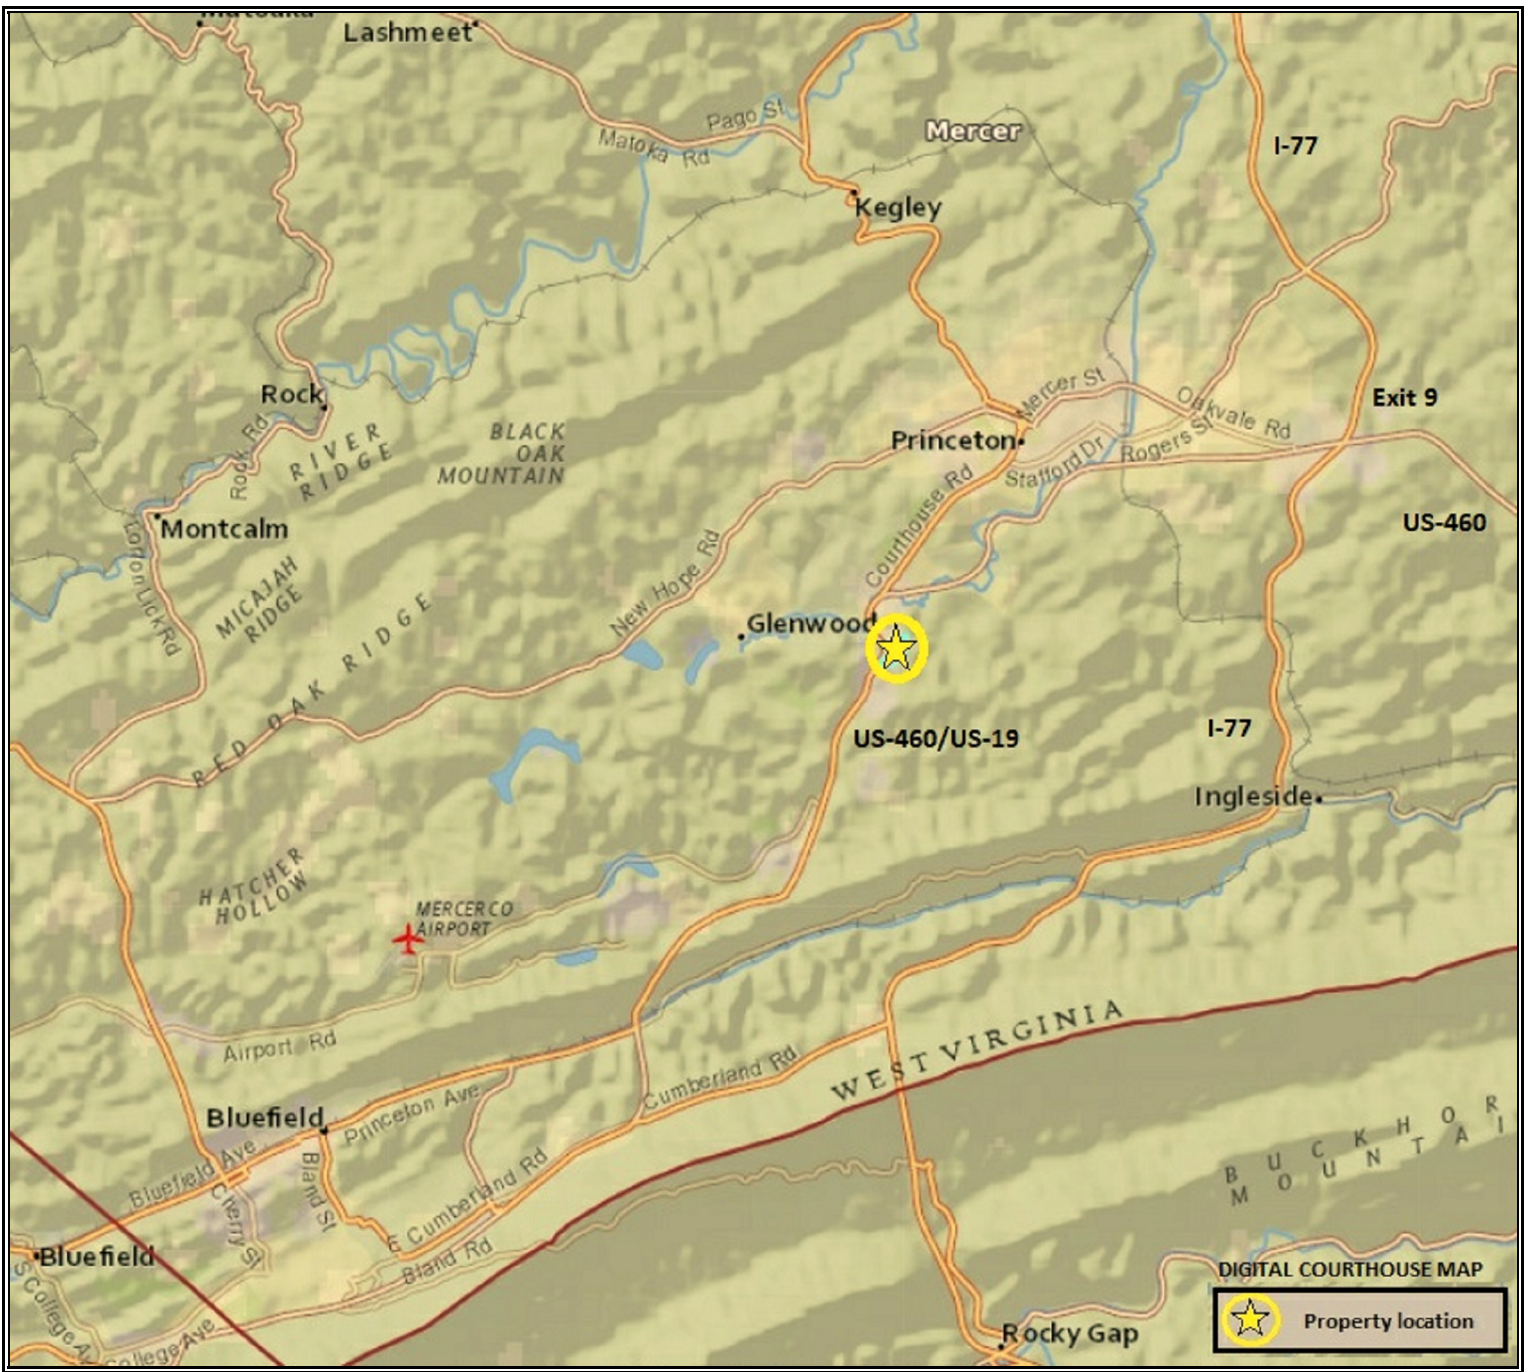 Matoaka
Lashmeet
Pago St
Matoka Rd
Mercer
I-77
Kegley
Rock
Rock Rd
RIVER
RIDGE
BLACK
OAK
MOUNTAIN
Mercer St
Oakvale Rd
Exit 9
Princeton
Rogers St
Stafford Dr
Courthouse Rd
US-460
Montcalm
Lorton Lick Rd
MICAJAH
RIDGE
New Hope Rd
Glenwood
RED OAK RIDGE
US-460/US-19
I-77
Ingleside
HATCHER
HOLLOW
MERCER CO
AIRPORT
Airport Rd
WEST VIRGINIA
Cumberland Rd
Bluefield
Princeton Ave
Bluefield Ave
Bland St
Cherry St
E Cumberland Rd
Bland Rd
BUCKHOR
MOUNTAI
Bluefield
S College A
College Ave
DIGITAL COURTHOUSE MAP
Property location
Rocky Gap